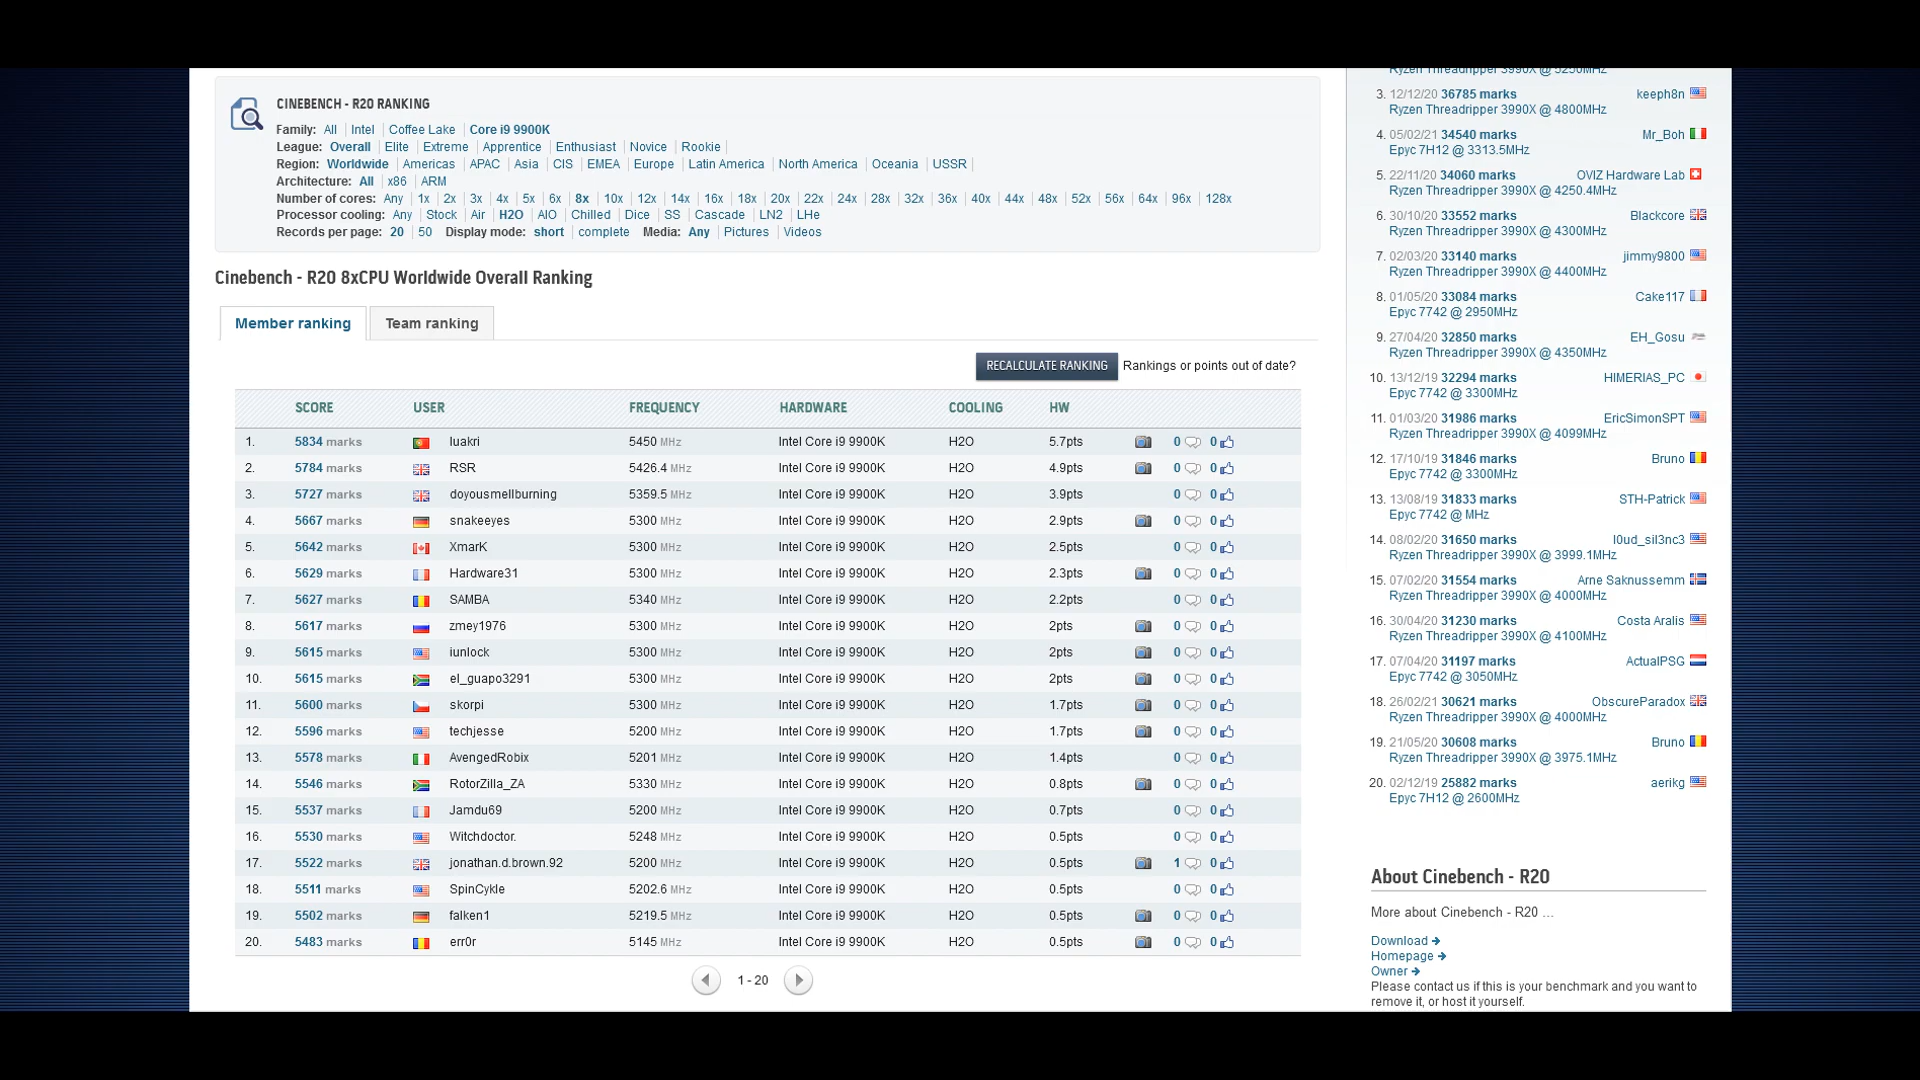 CINEBENCH - R20 RANKING
Family: All | Intel | Coffee Lake | Core i9 9900K
League: Overall | Elite | Extreme | Apprentice | Enthusiast | Novice | Rookie |
Region: Worldwide | Americas | APAC | Asia | CIS | EMEA | Europe | Latin America | North America | Oceania | USSR |
Architecture: All | x86 | ARM
Number of cores: Any | 1x | 2x | 3x | 4x | 5x | 6x | 8x | 10x | 12x | 14x | 16x | 18x | 20x | 22x | 24x | 28x | 32x | 36x | 40x | 44x | 48x | 52x | 56x | 64x | 96x | 128x
Processor cooling: Any | Stock | Air | H2O | AIO | Chilled | Dice | SS | Cascade | LN2 | LHe
Records per page: 20 | 50 Display mode: short | complete Media: Any | Pictures | Videos
Cinebench - R20 8xCPU Worldwide Overall Ranking
Member ranking Team ranking
RECALCULATE RANKING Rankings or points out of date?
SCORE USER FREQUENCY HARDWARE COOLING HW
1. 5834 marks luakri 5450 MHz Intel Core i9 9900K H2O 5.7pts 0 0
2. 5784 marks RSR 5426.4 MHz Intel Core i9 9900K H2O 4.9pts 0 0
3. 5727 marks doyousmellburning 5359.5 MHz Intel Core i9 9900K H2O 3.9pts 0 0
4. 5667 marks snakeeyes 5300 MHz Intel Core i9 9900K H2O 2.9pts 0 0
5. 5642 marks XmarK 5300 MHz Intel Core i9 9900K H2O 2.5pts 0 0
6. 5629 marks Hardware31 5300 MHz Intel Core i9 9900K H2O 2.3pts 0 0
7. 5627 marks SAMBA 5340 MHz Intel Core i9 9900K H2O 2.2pts 0 0
8. 5617 marks zmey1976 5300 MHz Intel Core i9 9900K H2O 2pts 0 0
9. 5615 marks iunlock 5300 MHz Intel Core i9 9900K H2O 2pts 0 0
10. 5615 marks el_guapo3291 5300 MHz Intel Core i9 9900K H2O 2pts 0 0
11. 5600 marks skorpi 5300 MHz Intel Core i9 9900K H2O 1.7pts 0 0
12. 5596 marks techjesse 5200 MHz Intel Core i9 9900K H2O 1.7pts 0 0
13. 5578 marks AvengedRobix 5201 MHz Intel Core i9 9900K H2O 1.4pts 0 0
14. 5546 marks RotorZilla_ZA 5330 MHz Intel Core i9 9900K H2O 0.8pts 0 0
15. 5537 marks Jamdu69 5200 MHz Intel Core i9 9900K H2O 0.7pts 0 0
16. 5530 marks Witchdoctor. 5248 MHz Intel Core i9 9900K H2O 0.5pts 0 0
17. 5522 marks jonathan.d.brown.92 5200 MHz Intel Core i9 9900K H2O 0.5pts 1 0
18. 5511 marks SpinCykle 5202.6 MHz Intel Core i9 9900K H2O 0.5pts 0 0
19. 5502 marks falken1 5219.5 MHz Intel Core i9 9900K H2O 0.5pts 0 0
20. 5483 marks err0r 5145 MHz Intel Core i9 9900K H2O 0.5pts 0 0
1 - 20
Ryzen Threadripper 3990X @ 5250MHz
3. 12/12/20 36785 marks keeph8n
Ryzen Threadripper 3990X @ 4800MHz
4. 05/02/21 34540 marks Mr_Boh
Epyc 7H12 @ 3313.5MHz
5. 22/11/20 34060 marks OVIZ Hardware Lab
Ryzen Threadripper 3990X @ 4250.4MHz
6. 30/10/20 33552 marks Blackcore
Ryzen Threadripper 3990X @ 4300MHz
7. 02/03/20 33140 marks jimmy9800
Ryzen Threadripper 3990X @ 4400MHz
8. 01/05/20 33084 marks Cake117
Epyc 7742 @ 2950MHz
9. 27/04/20 32850 marks EH_Gosu
Ryzen Threadripper 3990X @ 4350MHz
10. 13/12/19 32294 marks HIMERIAS_PC
Epyc 7742 @ 3300MHz
11. 01/03/20 31986 marks EricSimonSPT
Ryzen Threadripper 3990X @ 4099MHz
12. 17/10/19 31846 marks Bruno
Epyc 7742 @ 3300MHz
13. 13/08/19 31833 marks STH-Patrick
Epyc 7742 @ MHz
14. 08/02/20 31650 marks l0ud_sil3nc3
Ryzen Threadripper 3990X @ 3999.1MHz
15. 07/02/20 31554 marks Arne Saknussemm
Ryzen Threadripper 3990X @ 4000MHz
16. 30/04/20 31230 marks Costa Aralis
Ryzen Threadripper 3990X @ 4100MHz
17. 07/04/20 31197 marks ActualPSG
Epyc 7742 @ 3050MHz
18. 26/02/21 30621 marks ObscureParadox
Ryzen Threadripper 3990X @ 4000MHz
19. 21/05/20 30608 marks Bruno
Ryzen Threadripper 3990X @ 3975.1MHz
20. 02/12/19 25882 marks aerikg
Epyc 7H12 @ 2600MHz
About Cinebench - R20
More about Cinebench - R20 ...
Download
Homepage
Owner
Please contact us if this is your benchmark and you want to
remove it, or host it yourself.